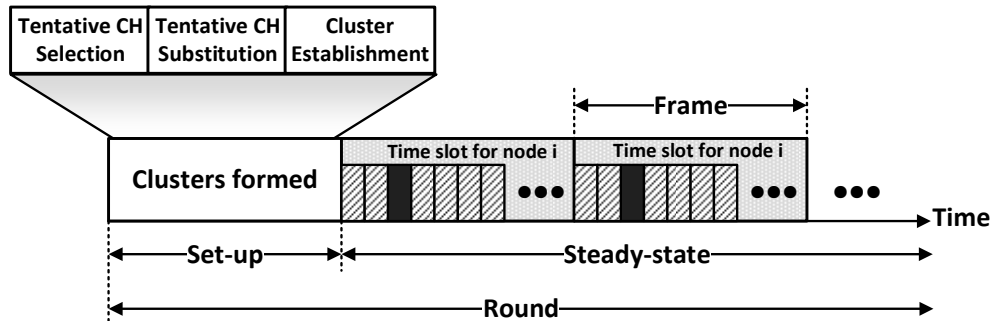 Tentative CH
Selection
Tentative CH
Substitution
Cluster
Establishment
Frame
Time slot for node i
Time slot for node i
Clusters formed
Time
Set-up
Steady-state
Round